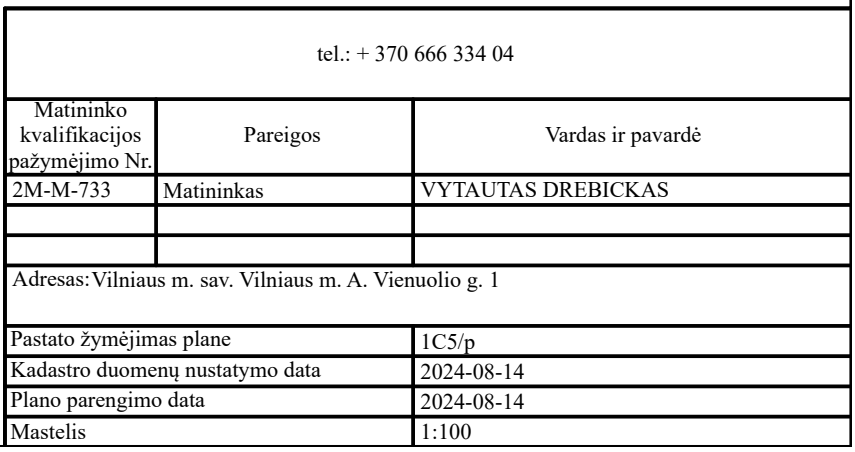 tel.: + 370 666 334 04
Matininko
kvalifikacijos
pažymėjimo Nr.
Pareigos
Vardas ir pavardė
2M-M-733
Matininkas
VYTAUTAS DREBICKAS
Adresas: Vilniaus m. sav. Vilniaus m. A. Vienuolio g. 1
Pastato žymėjimas plane
1C5/p
Kadastro duomenų nustatymo data
2024-08-14
Plano parengimo data
2024-08-14
Mastelis
1:100